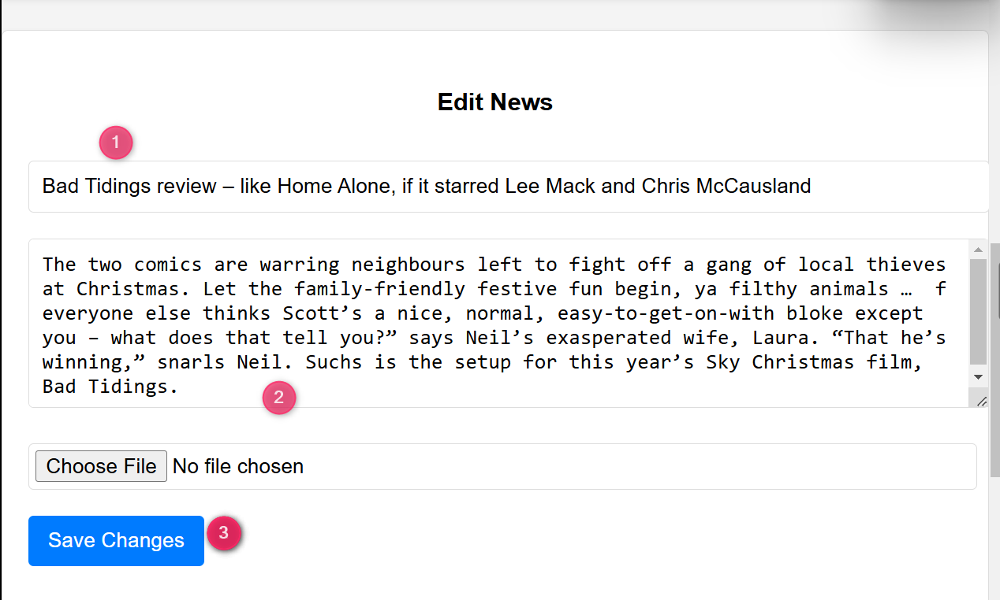 Edit News
1
Bad Tidings review – like Home Alone, if it starred Lee Mack and Chris McCausland
The two comics are warring neighbours left to fight off a gang of local thieves
at Christmas. Let the family-friendly festive fun begin, ya filthy animals …  f
everyone else thinks Scott’s a nice, normal, easy-to-get-on-with bloke except
you – what does that tell you?” says Neil’s exasperated wife, Laura. “That he’s
winning,” snarls Neil. Suchs is the setup for this year’s Sky Christmas film,
Bad Tidings.
2
Choose File No file chosen
Save Changes 3